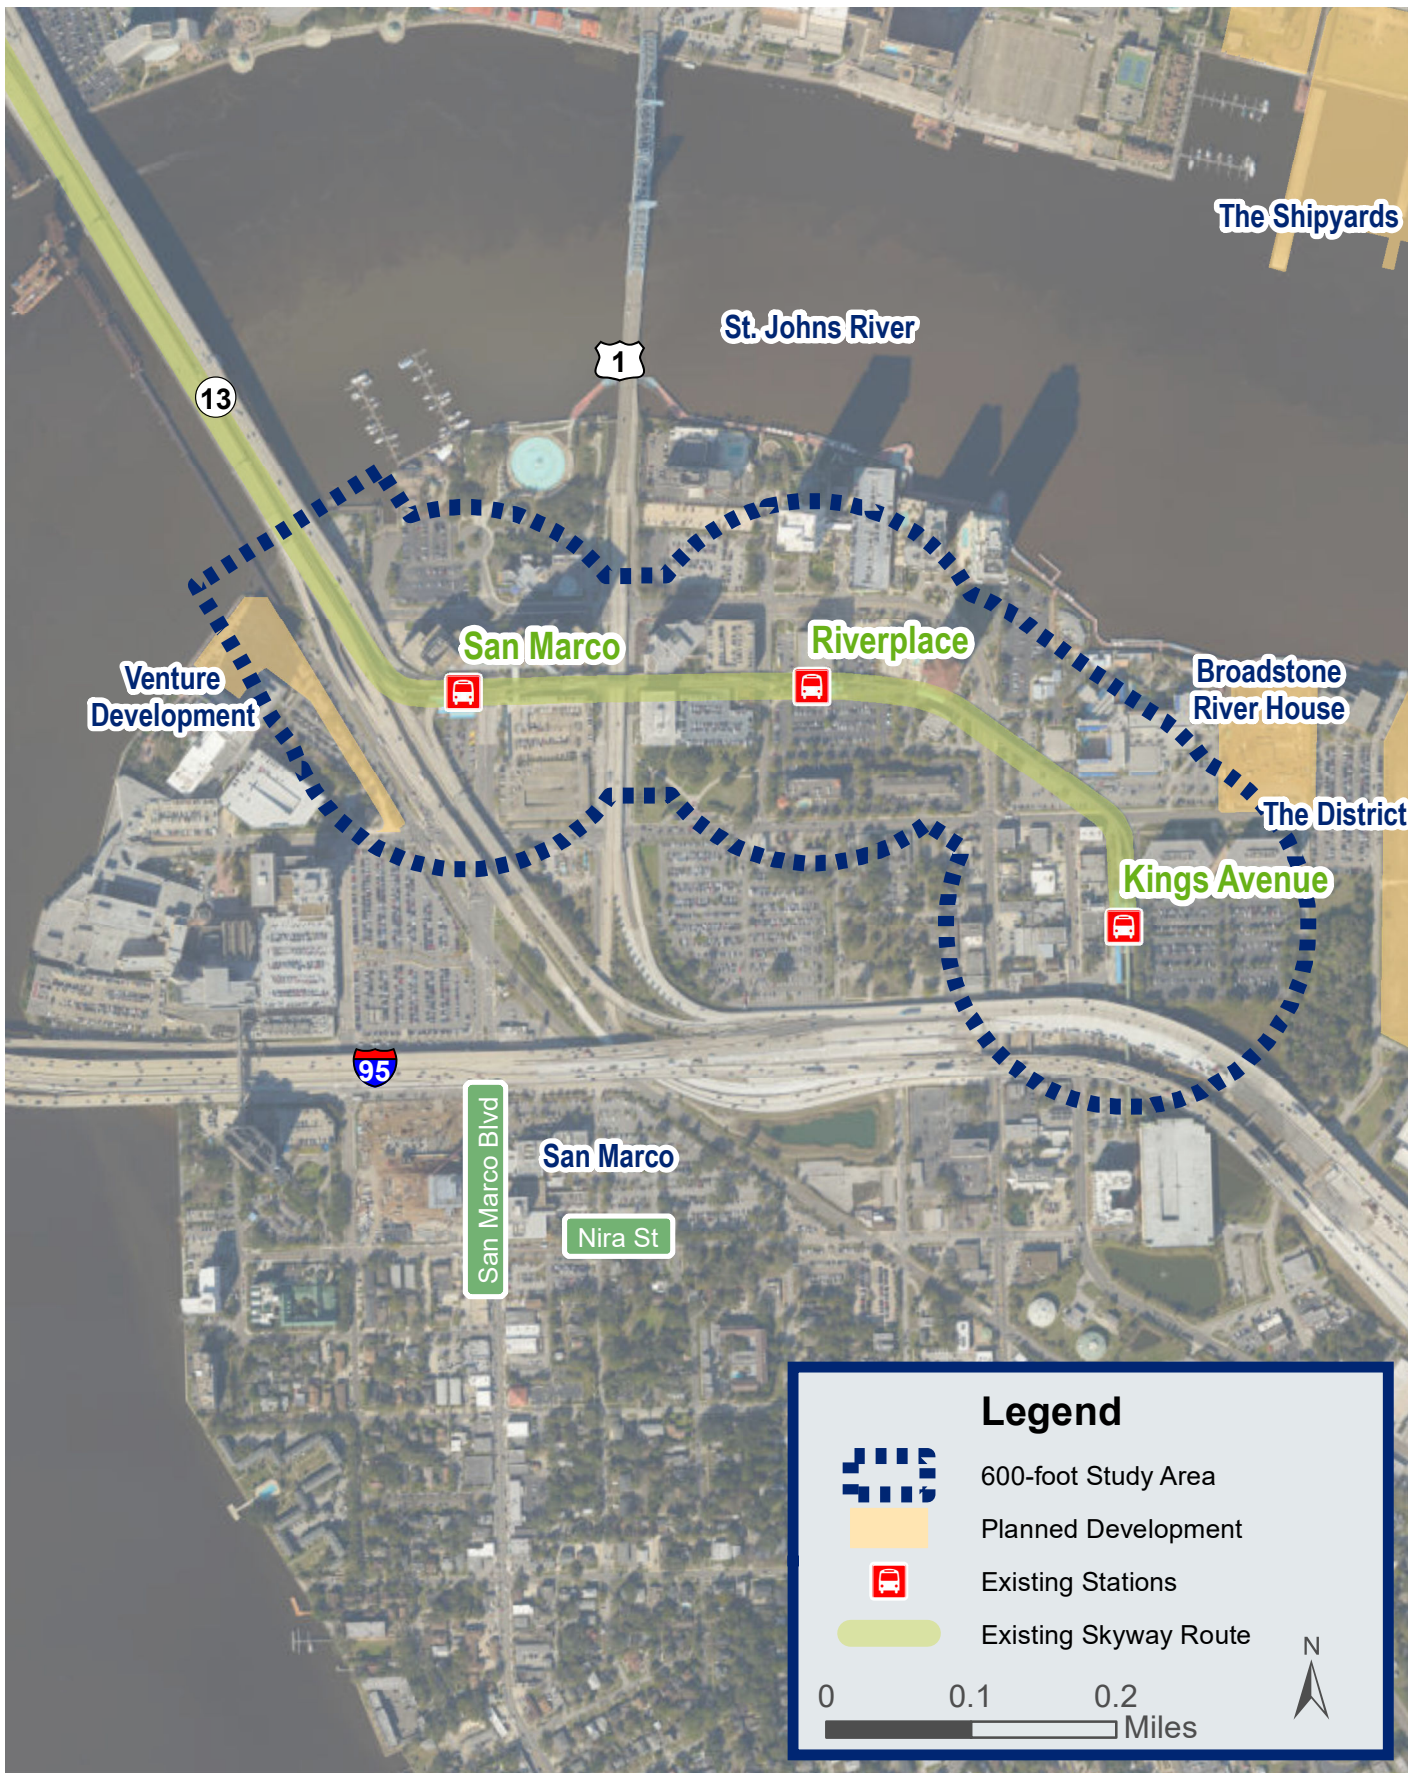 The Shipyards
St. Johns River
1
13
San Marco
Riverplace
Broadstone
River House
Venture
Development
The District
Kings Avenue
95
San Marco Blvd
San Marco
Nira St
Legend
600-foot Study Area
Planned Development
Existing Stations
Existing Skyway Route
N
0 0.1 0.2
Miles